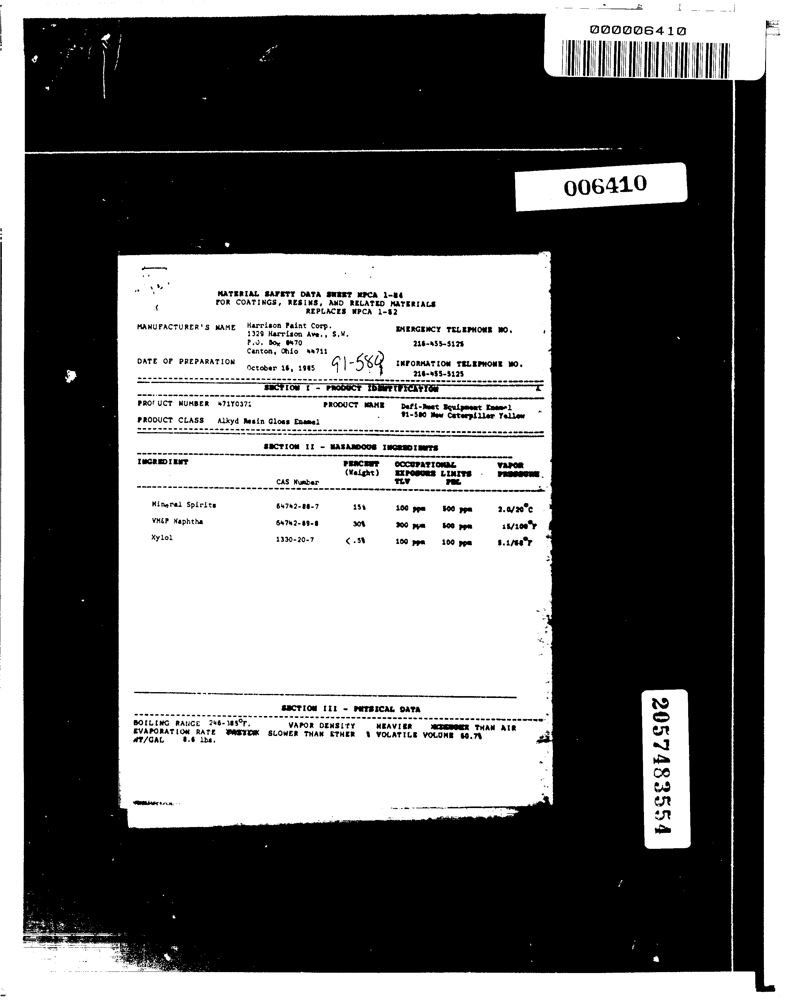 000006410
006410
MATERIAL SAFETY DATA SHEET NPCA 1-84
FOR COATINGS, RESINS, AND RELATED MATERIALS
REPLACES NPCA 1-82
MANUFACTURER'S NAME Harrison Paint Corp. EMERGENCY TELEPHONE NO.
1329 Harrison Ave., S.W.
P.O. Box 8470 216-455-5125
Canton, Ohio 44711
DATE OF PREPARATION October 16, 1985 91-580 INFORMATION TELEPHONE NO.
216-455-5125
SECTION I - PRODUCT IDENTIFICATION
PRODUCT NUMBER 471Y0371 PRODUCT NAME Defi-Rust Equipment Enamel
91-580 New Caterpiller Yellow
PRODUCT CLASS Alkyd Resin Gloss Enamel
SECTION II - HAZARDOUS INGREDIENTS
INGREDIENT PERCENT OCCUPATIONAL VAPOR
(Weight) EXPOSURE LIMITS PRESSURE
CAS Number TLV PEL
Mineral Spirits 64742-88-7 15% 100 ppm 500 ppm 2.0/20°C
VM&P Naphtha 64742-89-8 30% 300 ppm 500 ppm 15/100°F
Xylol 1330-20-7 <.5% 100 ppm 100 ppm 5.1/68°F
SECTION III - PHYSICAL DATA
BOILING RANGE 246-385°F. VAPOR DENSITY HEAVIER THAN AIR
EVAPORATION RATE SLOWER THAN ETHER % VOLATILE VOLUME 60.7%
WT/GAL 8.6 lbs.
2057483554